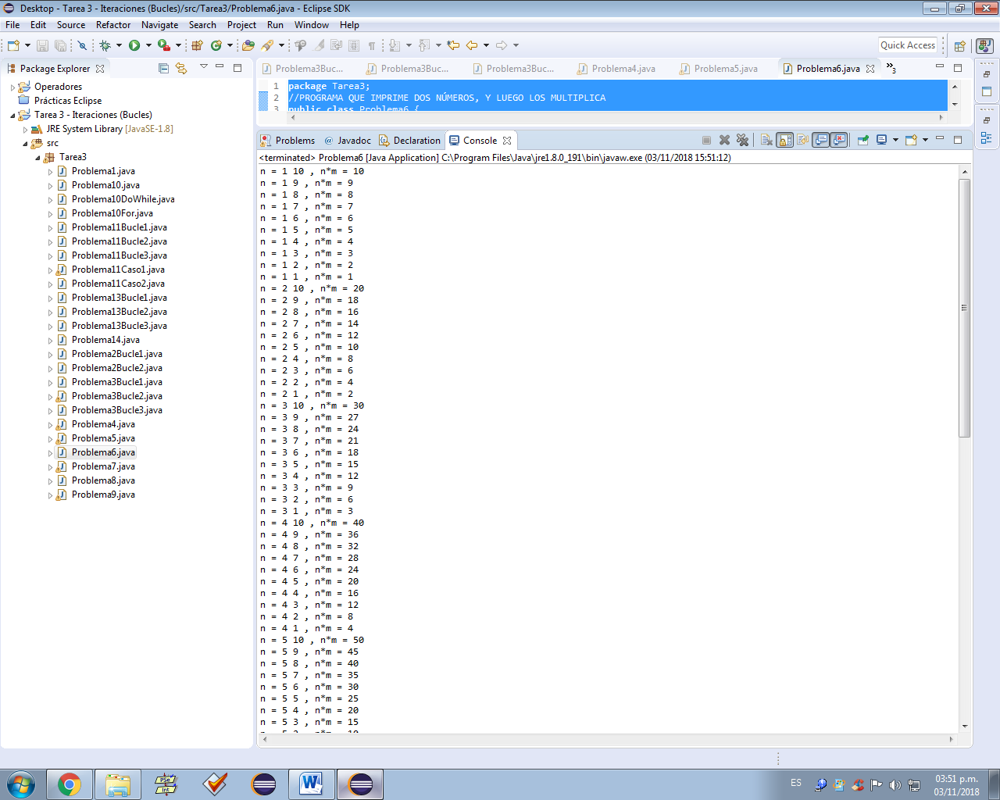 Desktop - Tarea 3 - Iteraciones (Bucles)/src/Tarea3/Problema6.java - Eclipse SDK
File Edit Source Refactor Navigate Search Project Run Window Help
Quick Access
Package Explorer
Operadores
Prácticas Eclipse
Tarea 3 - Iteraciones (Bucles)
JRE System Library [JavaSE-1.8]
src
Tarea3
Problema1.java
Problema10.java
Problema10DoWhile.java
Problema10For.java
Problema11Bucle1.java
Problema11Bucle2.java
Problema11Bucle3.java
Problema11Caso1.java
Problema11Caso2.java
Problema13Bucle1.java
Problema13Bucle2.java
Problema13Bucle3.java
Problema14.java
Problema2Bucle1.java
Problema2Bucle2.java
Problema3Bucle1.java
Problema3Bucle2.java
Problema3Bucle3.java
Problema4.java
Problema5.java
Problema6.java
Problema7.java
Problema8.java
Problema9.java
Problema3Buc... Problema3Buc... Problema3Buc... Problema4.java Problema5.java Problema6.java »3
1 package Tarea3;
2 //PROGRAMA QUE IMPRIME DOS NÚMEROS, Y LUEGO LOS MULTIPLICA
3 public class Problema6 {
Problems @ Javadoc Declaration Console
<terminated> Problema6 [Java Application] C:\Program Files\Java\jre1.8.0_191\bin\javaw.exe (03/11/2018 15:51:12)
n = 1 10 , n*m = 10
n = 1 9 , n*m = 9
n = 1 8 , n*m = 8
n = 1 7 , n*m = 7
n = 1 6 , n*m = 6
n = 1 5 , n*m = 5
n = 1 4 , n*m = 4
n = 1 3 , n*m = 3
n = 1 2 , n*m = 2
n = 1 1 , n*m = 1
n = 2 10 , n*m = 20
n = 2 9 , n*m = 18
n = 2 8 , n*m = 16
n = 2 7 , n*m = 14
n = 2 6 , n*m = 12
n = 2 5 , n*m = 10
n = 2 4 , n*m = 8
n = 2 3 , n*m = 6
n = 2 2 , n*m = 4
n = 2 1 , n*m = 2
n = 3 10 , n*m = 30
n = 3 9 , n*m = 27
n = 3 8 , n*m = 24
n = 3 7 , n*m = 21
n = 3 6 , n*m = 18
n = 3 5 , n*m = 15
n = 3 4 , n*m = 12
n = 3 3 , n*m = 9
n = 3 2 , n*m = 6
n = 3 1 , n*m = 3
n = 4 10 , n*m = 40
n = 4 9 , n*m = 36
n = 4 8 , n*m = 32
n = 4 7 , n*m = 28
n = 4 6 , n*m = 24
n = 4 5 , n*m = 20
n = 4 4 , n*m = 16
n = 4 3 , n*m = 12
n = 4 2 , n*m = 8
n = 4 1 , n*m = 4
n = 5 10 , n*m = 50
n = 5 9 , n*m = 45
n = 5 8 , n*m = 40
n = 5 7 , n*m = 35
n = 5 6 , n*m = 30
n = 5 5 , n*m = 25
n = 5 4 , n*m = 20
n = 5 3 , n*m = 15
n = 5 2 , n*m = 10
PSe
Int
W
ES
03:51 p.m.
03/11/2018